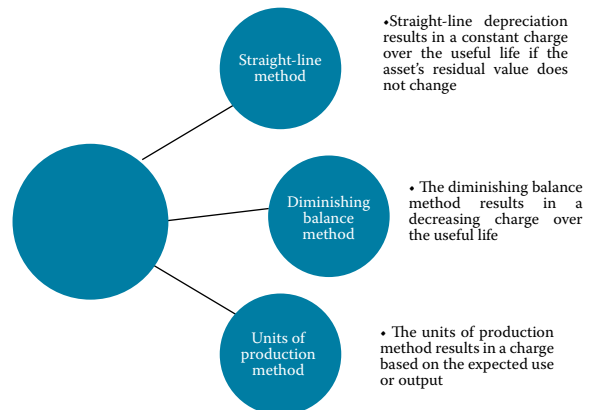 Straight-line
method
•Straight-line depreciation
results in a constant charge
over the useful life if the
asset's residual value does
not change
Diminishing
balance
method
• The diminishing balance
method results in a
decreasing charge over
the useful life
Units of
production
method
• The units of production
method results in a charge
based on the expected use
or output